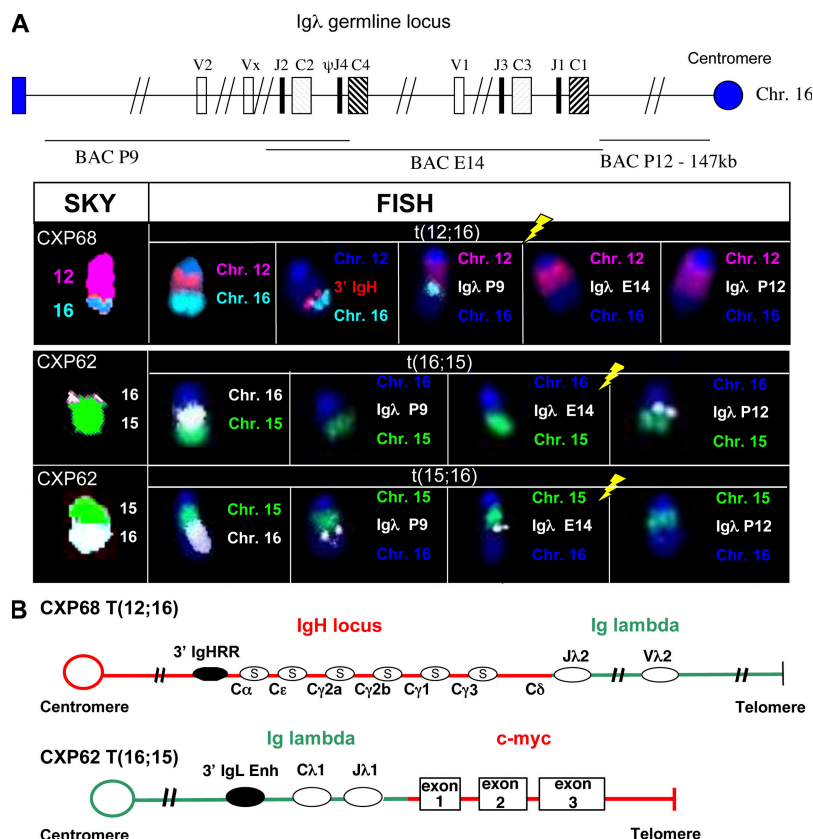 A
Igλ germline locus
V2 Vx J2 C2 ψJ4 C4 V1 J3 C3 J1 C1 Centromere
Chr. 16
BAC P9 BAC E14 BAC P12 - 147kb
SKY FISH
CXP68
t(12;16)
12
16
Chr. 12
Chr. 16
Chr. 12
3' IgH
Chr. 16
Chr. 12
Igλ P9
Chr. 16
Chr. 12
Igλ E14
Chr. 16
Chr. 12
Igλ P12
Chr. 16
CXP62
t(16;15)
16
15
Chr. 16
Chr. 15
Chr. 16
Igλ P9
Chr. 15
Chr. 16
Igλ E14
Chr. 15
Chr. 16
Igλ P12
Chr. 15
CXP62
t(15;16)
15
16
Chr. 15
Chr. 16
Chr. 15
Igλ P9
Chr. 16
Chr. 15
Igλ E14
Chr. 16
Chr. 15
Igλ P12
Chr. 16
B
CXP68 T(12;16)
IgH locus Ig lambda
3' IgHRR Jλ2 Vλ2
S S S S S S
Cα Cε Cγ2a Cγ2b Cγ1 Cγ3 Cδ
Centromere Telomere
CXP62 T(16;15)
Ig lambda c-myc
3' IgL Enh Cλ1 Jλ1
exon 1
exon 2
exon 3
Centromere Telomere